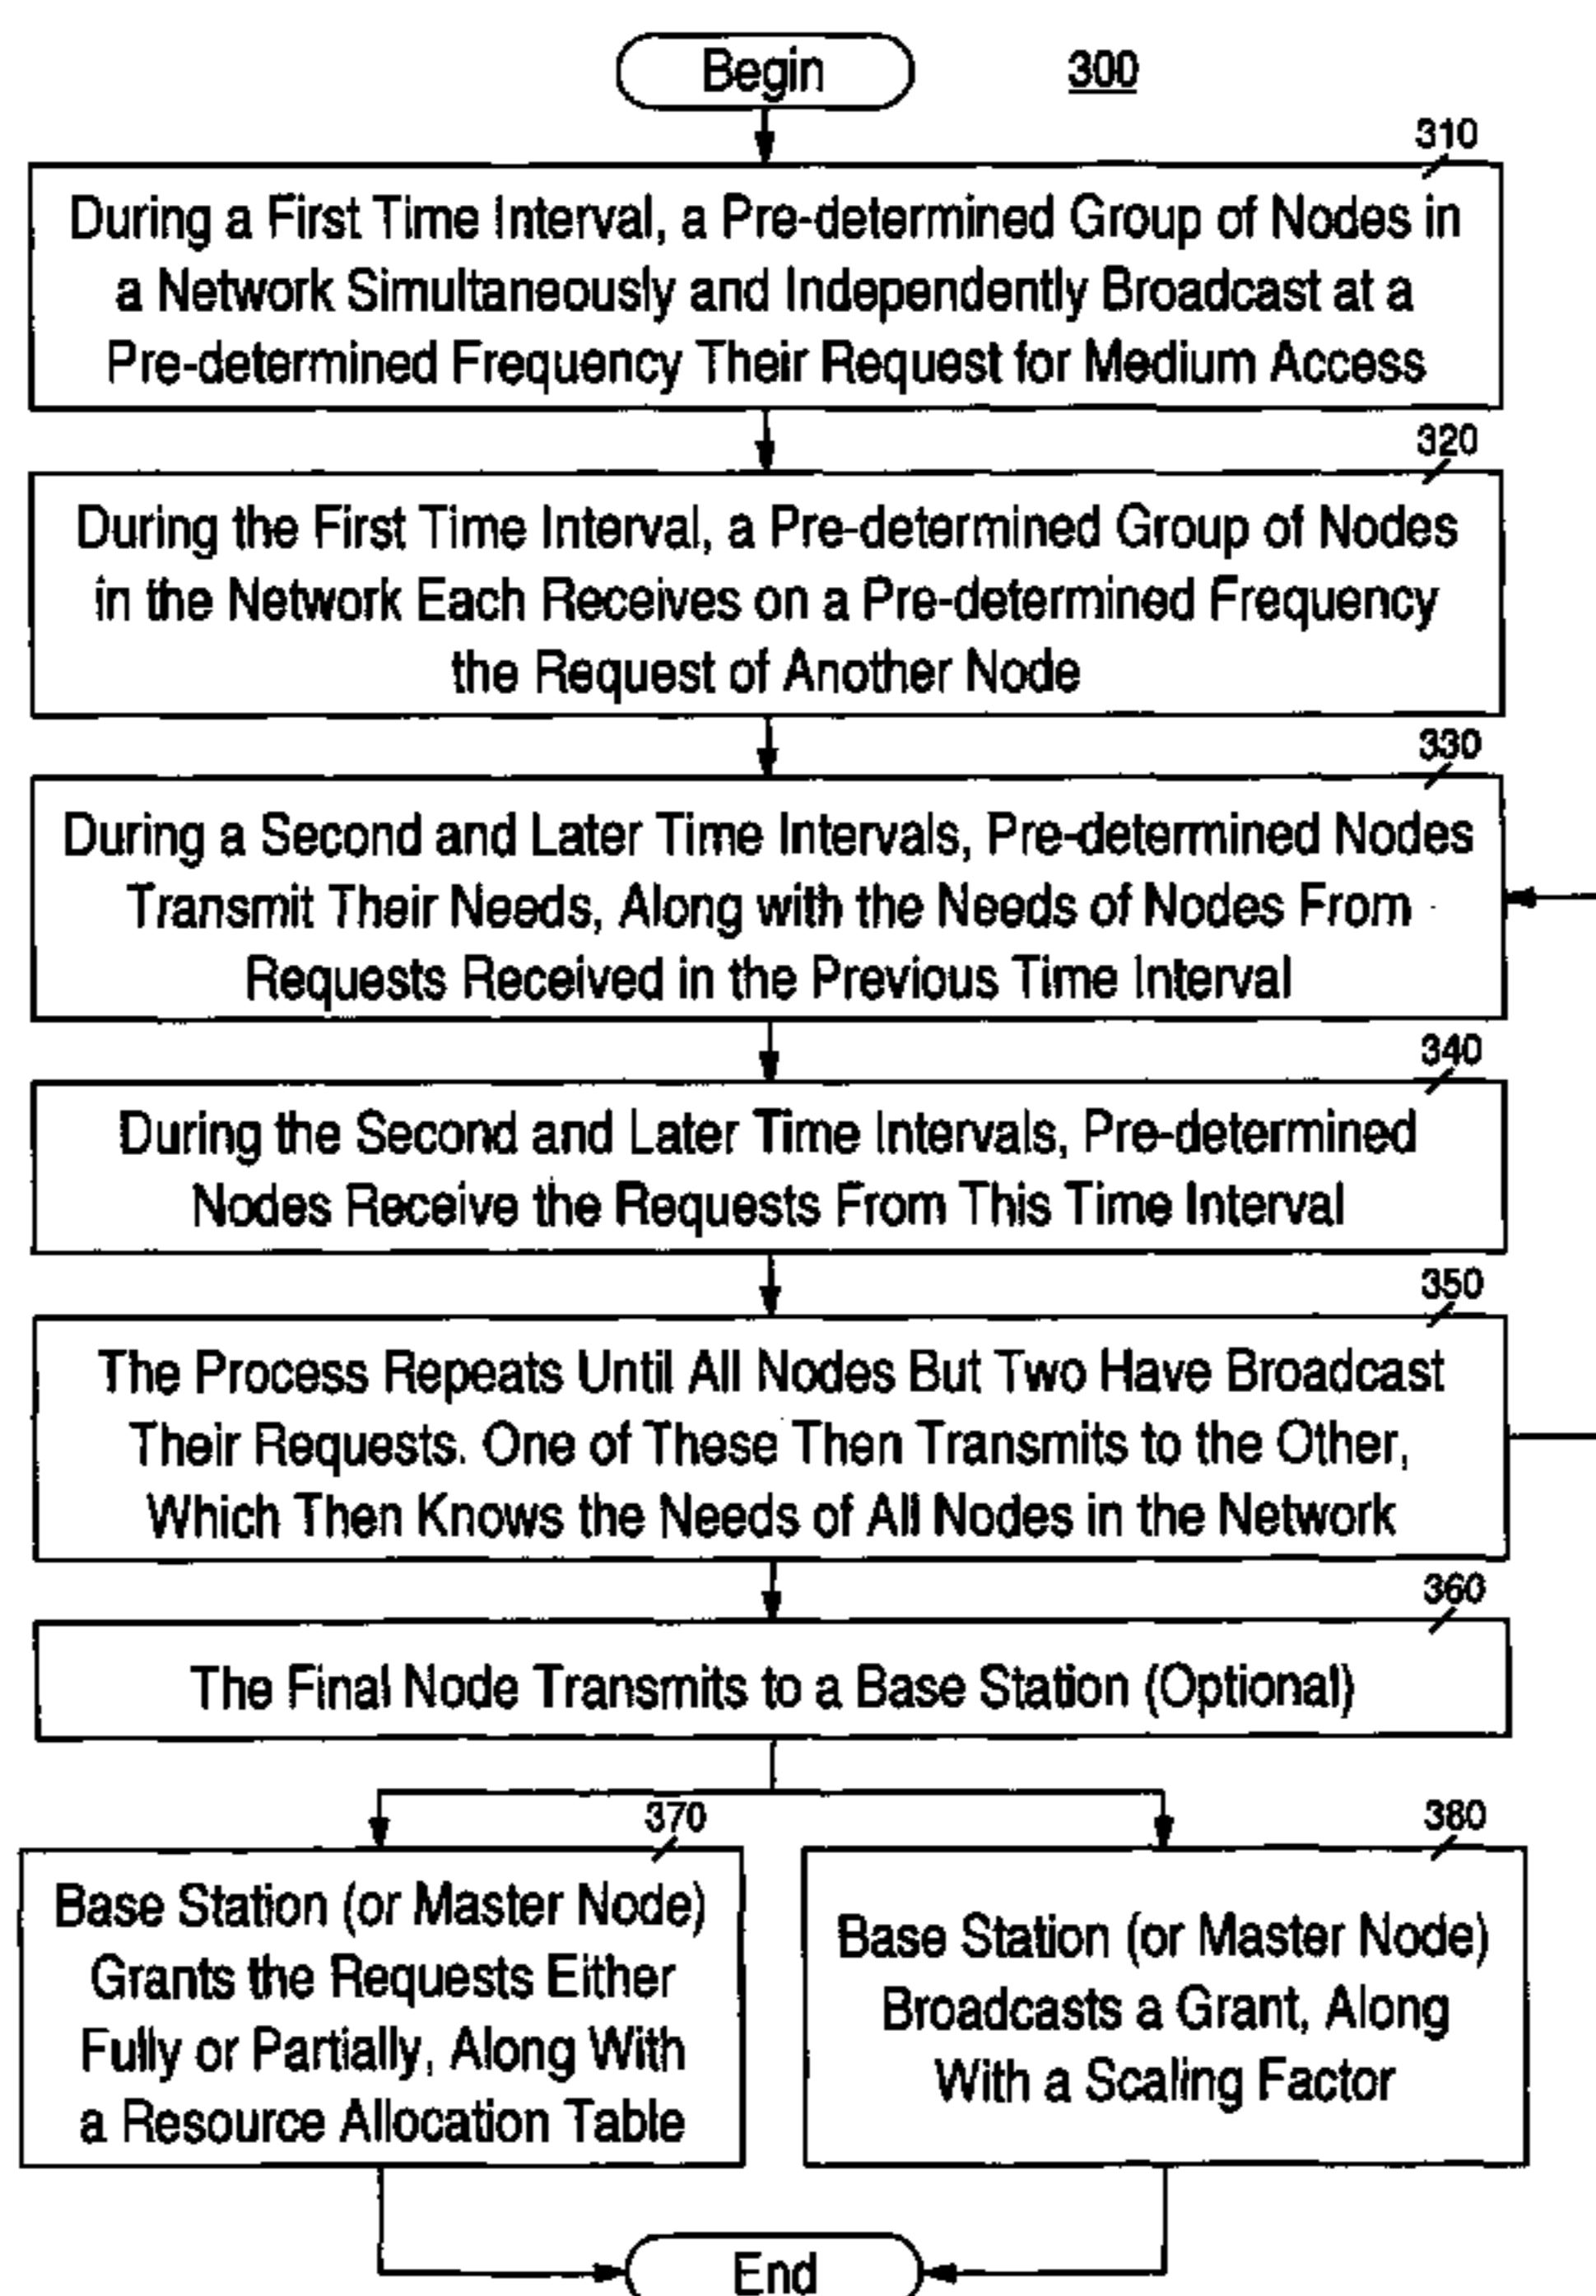 Begin
300
310
During a First Time Interval, a Pre-determined Group of Nodes in
a Network Simultaneously and Independently Broadcast at a
Pre-determined Frequency Their Request for Medium Access
320
During the First Time Interval, a Pre-determined Group of Nodes
in the Network Each Receives on a Pre-determined Frequency
the Request of Another Node
330
During a Second and Later Time Intervals, Pre-determined Nodes
Transmit Their Needs, Along with the Needs of Nodes From
Requests Received in the Previous Time Interval
340
During the Second and Later Time Intervals, Pre-determined
Nodes Receive the Requests From This Time Interval
350
The Process Repeats Until All Nodes But Two Have Broadcast
Their Requests. One of These Then Transmits to the Other,
Which Then Knows the Needs of All Nodes in the Network
360
The Final Node Transmits to a Base Station (Optional)
370
Base Station (or Master Node)
Grants the Requests Either
Fully or Partially, Along With
a Resource Allocation Table
380
Base Station (or Master Node)
Broadcasts a Grant, Along
With a Scaling Factor
End